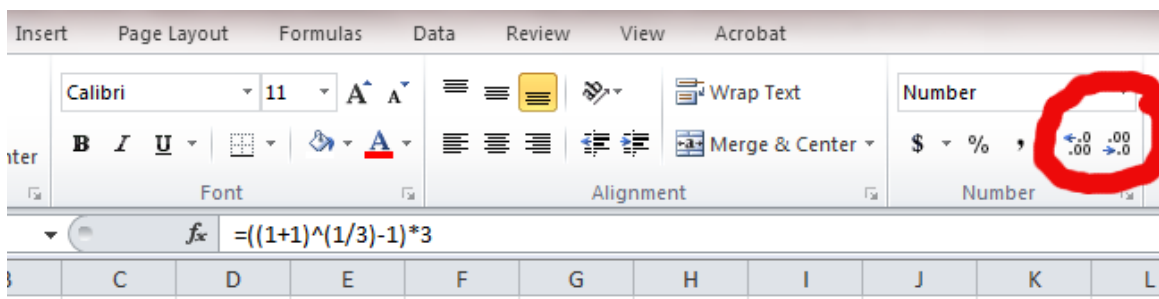 Insert Page Layout Formulas Data Review View Acrobat
Calibri 11 A A Wrap Text Number
nter B I U A Merge & Center $ % , .0 .00 .00 .0
Font Alignment Number
fx =((1+1)^(1/3)-1)*3
B C D E F G H I J K L